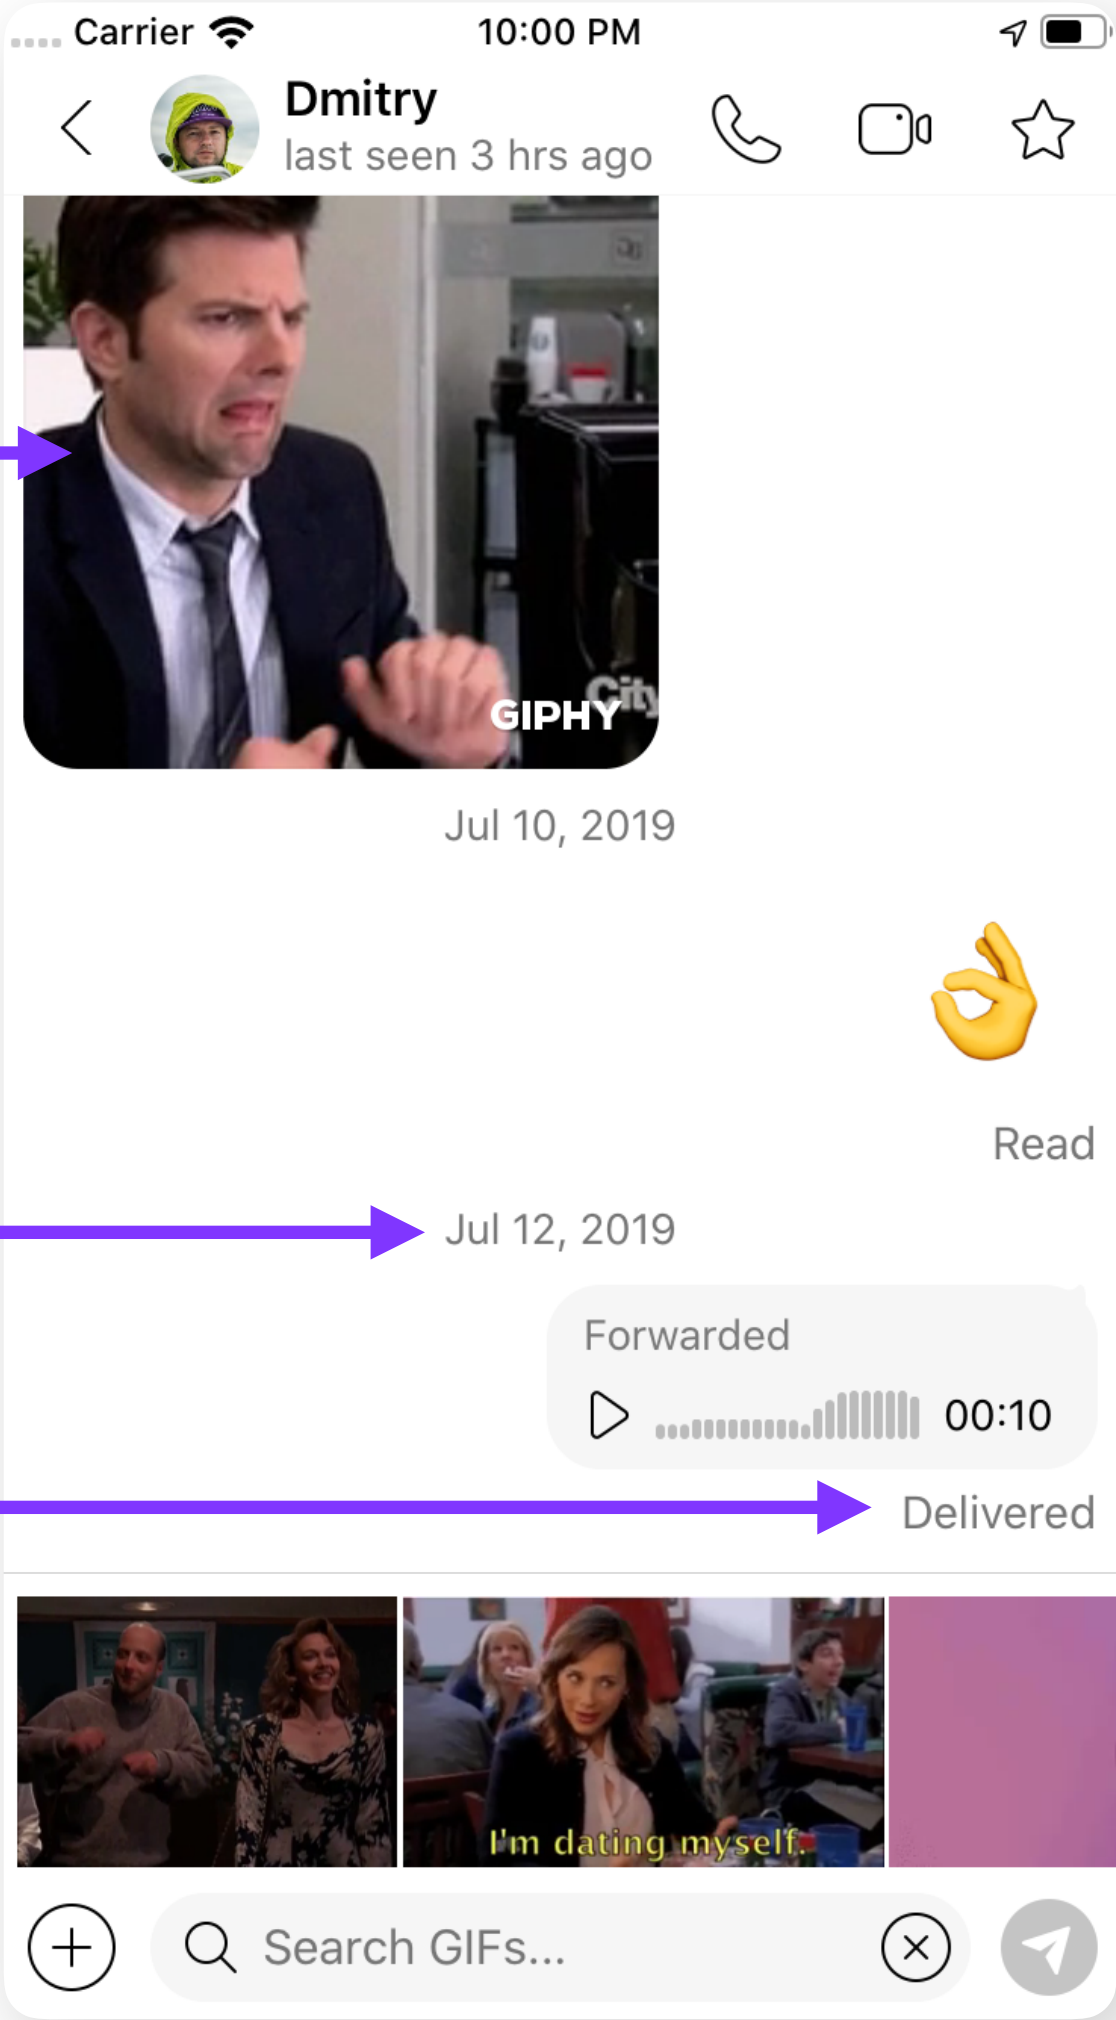 Carrier
10:00 PM
Dmitry
last seen 3 hrs ago
City
GIPHY
Jul 10, 2019
Read
Jul 12, 2019
Forwarded
00:10
Delivered
I'm dating myself.
Search GIFs...